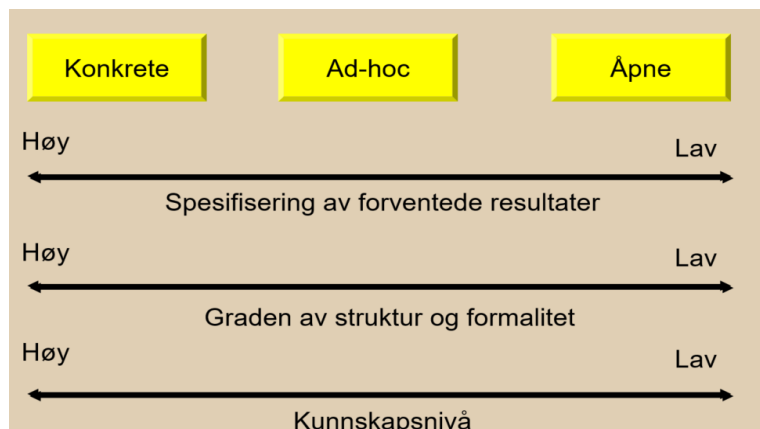 Konkrete Ad-hoc Åpne
Høy Lav
Spesifisering av forventede resultater
Høy Lav
Graden av struktur og formalitet
Høy Lav
Kunnskapsnivå